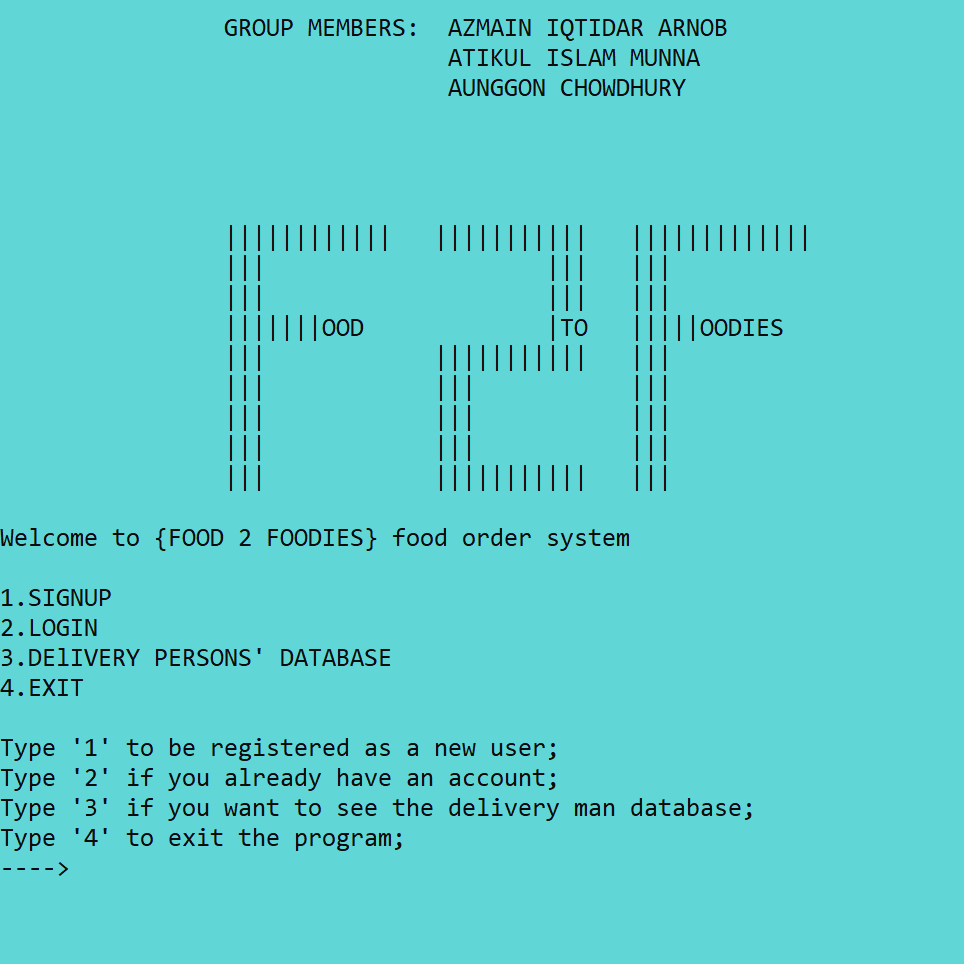 GROUP MEMBERS:  AZMAIN IQTIDAR ARNOB
                ATIKUL ISLAM MUNNA
                AUNGGON CHOWDHURY
||||||||||||   |||||||||||   |||||||||||||
|||                    |||   |||
|||                    |||   |||
|||||||OOD             |TO   |||||OODIES
|||            |||||||||||   |||
|||            |||           |||
|||            |||           |||
|||            |||           |||
|||            |||||||||||   |||
Welcome to {FOOD 2 FOODIES} food order system
1.SIGNUP
2.LOGIN
3.DElIVERY PERSONS' DATABASE
4.EXIT
Type '1' to be registered as a new user;
Type '2' if you already have an account;
Type '3' if you want to see the delivery man database;
Type '4' to exit the program;
---->